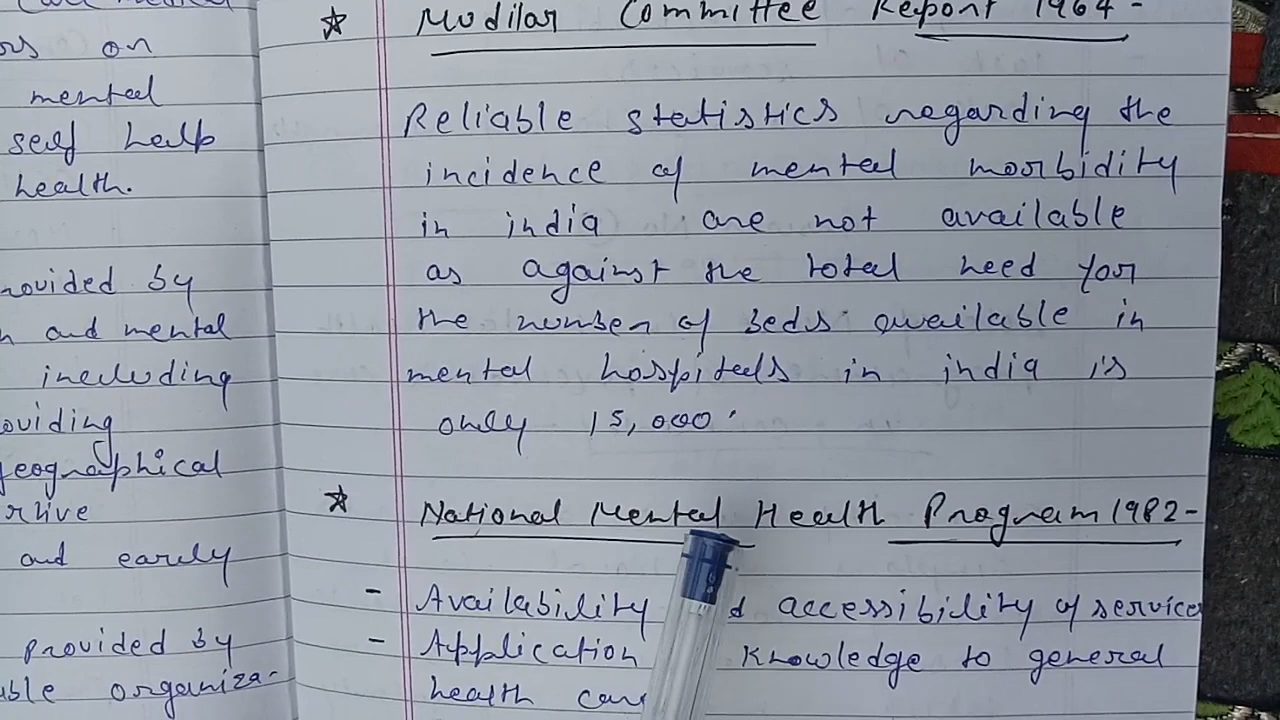 ors on
mental
self help
health.
provided by
and mental
including
providing
geographical
and early
provided by
organiza-
☆ Mudilar Committee Report 1964-
Reliable statistics regarding the
incidence of mental moorbidity
in india are not available
as against the total need for
the number of beds available in
mental hospitals in india is
only 15,000.
☆ National Mental Health Program 1982-
- Availability accessibility of service
- Application knowledge to general
health care